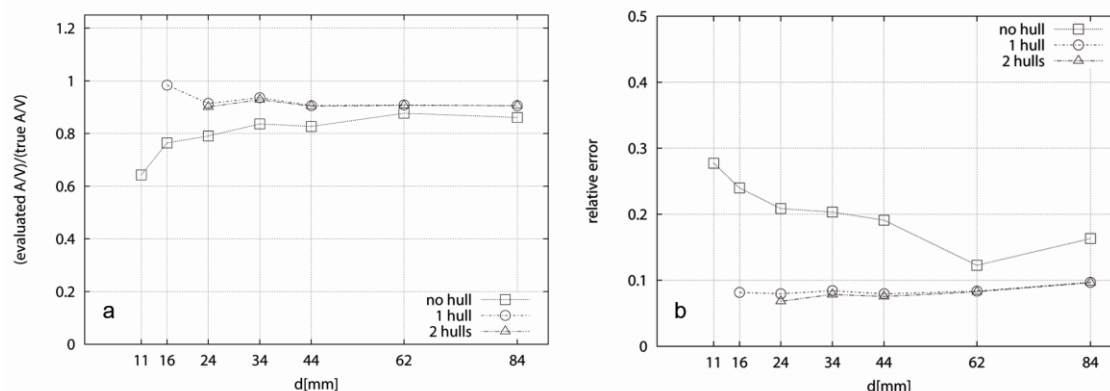 1.2
1
0.8
0.6
0.4
0.2
0
(evaluated A/V)/(true A/V)
a
no hull
1 hull
2 hulls
11 16 24 34 44 62 84
d[mm]
0.5
0.4
0.3
0.2
0.1
0
relative error
no hull
1 hull
2 hulls
b
11 16 24 34 44 62 84
d[mm]